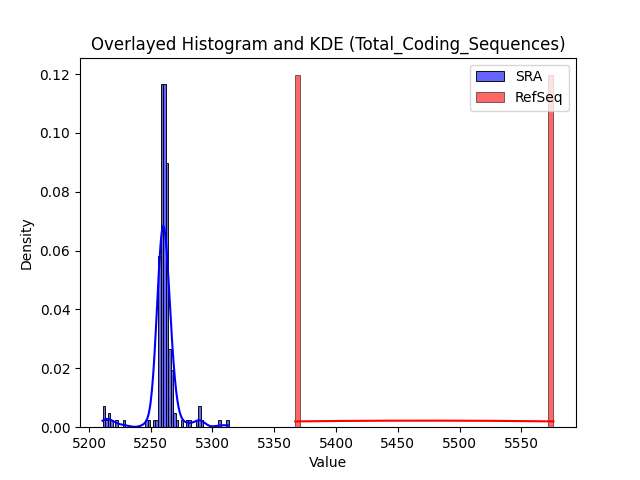 Overlayed Histogram and KDE (Total_Coding_Sequences)
SRA
RefSeq
0.12
0.10
0.08
0.06
0.04
0.02
0.00
Density
5200 5250 5300 5350 5400 5450 5500 5550
Value